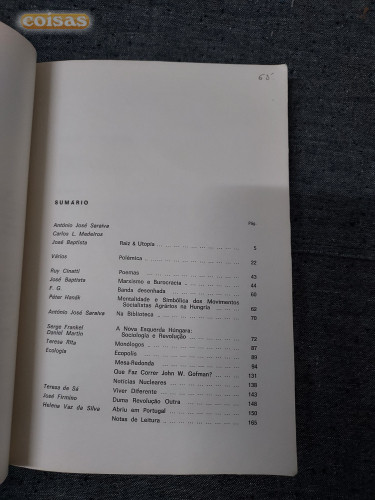 coisas
65
SUMÁRIO
Pág.
António José Saraiva
Carlos L. Medeiros
José Baptista Raiz & Utopia 5
Vários Polémica 22
Ruy Cinatti Poemas 43
José Baptista Marxismo e Burocracia 44
F. G. Banda desenhada 60
Péter Hanák Mentalidade e Simbólica dos Movimentos
Socialistas Agrários na Hungria 62
António José Saraiva Na Biblioteca 70
Serge Frankel A Nova Esquerda Húngara:
Daniel Martin Sociologia e Revolução 72
Teresa Rita Monólogos 87
Ecologia Ecopolis 89
Mesa-Redonda 94
Que Faz Correr John W. Gofman? 131
Notícias Nucleares 138
Teresa de Sá Viver Diferente 143
José Firmino Duma Revolução Outra 148
Helena Vaz da Silva Abriu em Portugal 150
Notas de Leitura 165